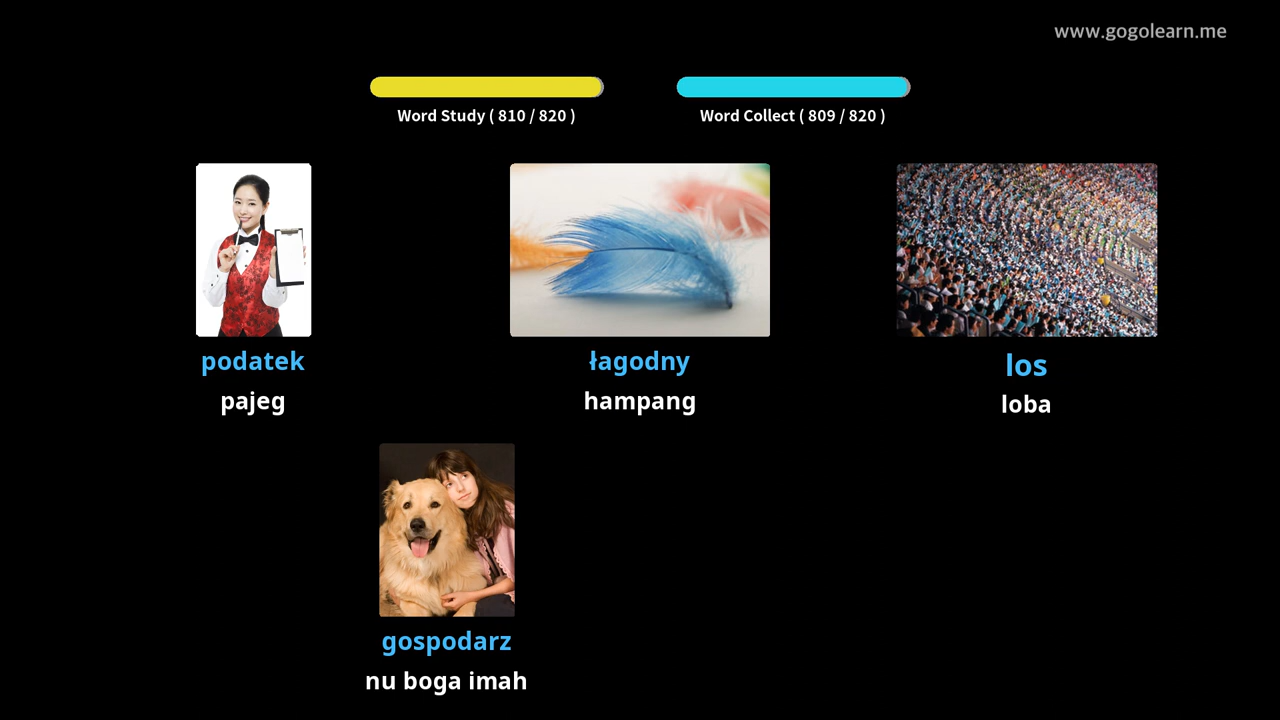 www.gogolearn.me
Word Study ( 810 / 820 )
Word Collect ( 809 / 820 )
podatek
pajeg
łagodny
hampang
los
loba
gospodarz
nu boga imah